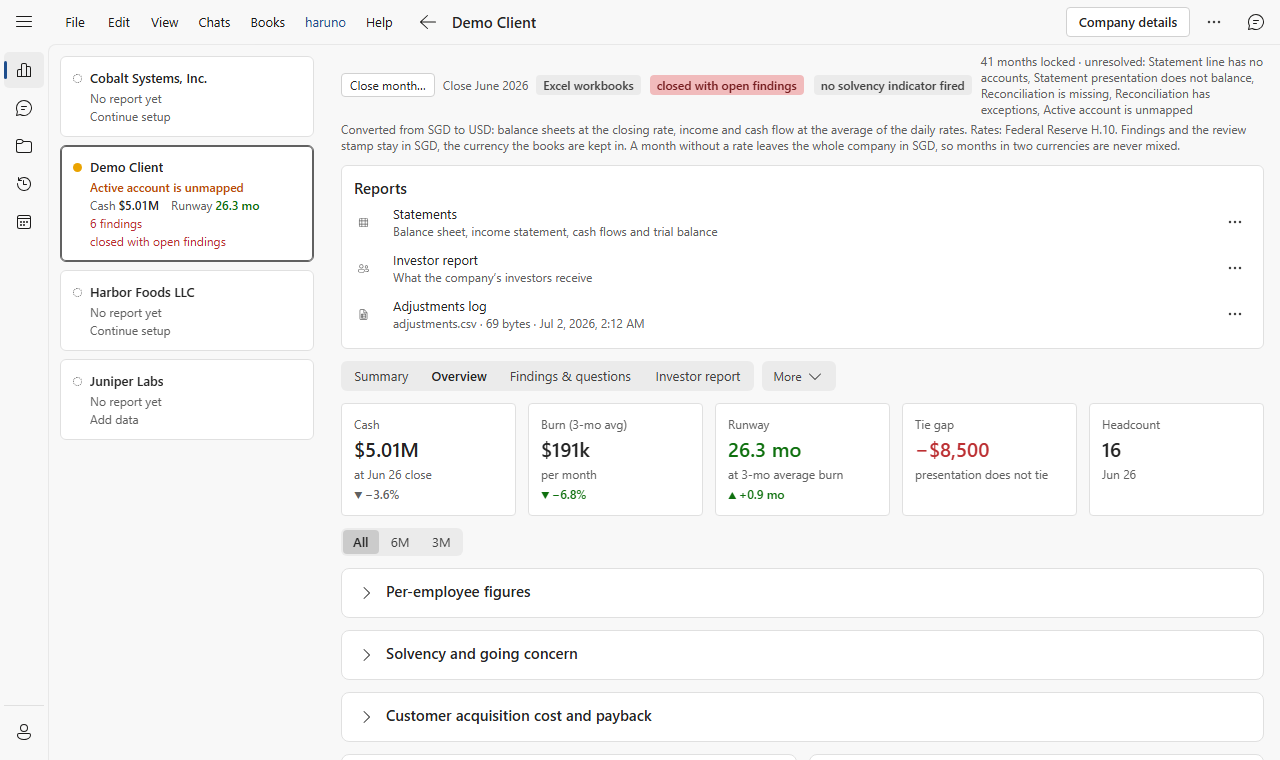 File Edit View Chats Books haruno Help Demo Client Company details
Cobalt Systems, Inc.
No report yet
Continue setup
Demo Client
Active account is unmapped
Cash $5.01M Runway 26.3 mo
6 findings
closed with open findings
Harbor Foods LLC
No report yet
Continue setup
Juniper Labs
No report yet
Add data
Close month... Close June 2026 Excel workbooks closed with open findings no solvency indicator fired
41 months locked · unresolved: Statement line has no
accounts, Statement presentation does not balance,
Reconciliation is missing, Reconciliation has
exceptions, Active account is unmapped
Converted from SGD to USD: balance sheets at the closing rate, income and cash flow at the average of the daily rates. Rates: Federal Reserve H.10. Findings and the review
stamp stay in SGD, the currency the books are kept in. A month without a rate leaves the whole company in SGD, so months in two currencies are never mixed.
Reports
Statements
Balance sheet, income statement, cash flows and trial balance
Investor report
What the company's investors receive
Adjustments log
adjustments.csv · 69 bytes · Jul 2, 2026, 2:12 AM
Summary Overview Findings & questions Investor report More
Cash
$5.01M
at Jun 26 close
▼ −3.6%
Burn (3-mo avg)
$191k
per month
▼ −6.8%
Runway
26.3 mo
at 3-mo average burn
▲ +0.9 mo
Tie gap
−$8,500
presentation does not tie
Headcount
16
Jun 26
All 6M 3M
Per-employee figures
Solvency and going concern
Customer acquisition cost and payback